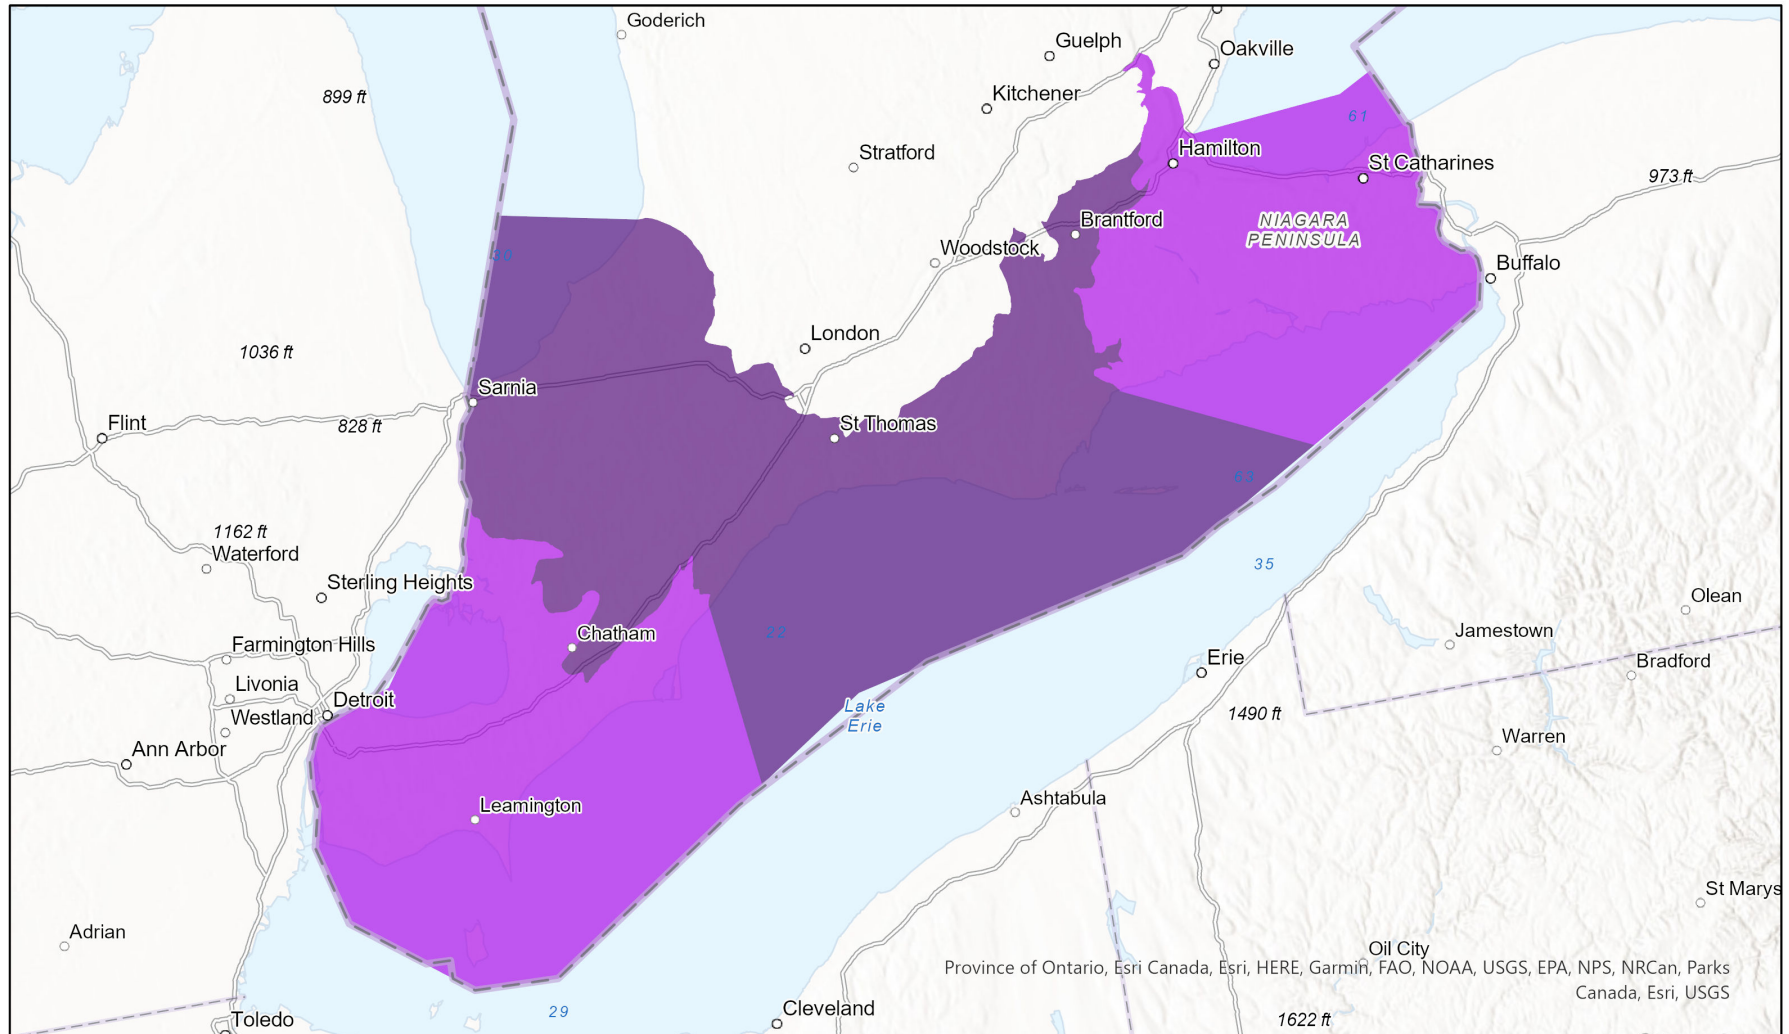 Goderich
Guelph
Oakville
899 ft
Kitchener
61
Stratford
Hamilton
St Catharines
973 ft
Brantford
NIAGARA
PENINSULA
Woodstock
36
Buffalo
London
1036 ft
Sarnia
Flint
828 ft
St Thomas
63
1162 ft
Waterford
35
Sterling Heights
Olean
Chatham
22
Jamestown
Farmington Hills
Erie
Bradford
Livonia
Detroit
Lake
Erie
Westland
1490 ft
Warren
Ann Arbor
Leamington
Ashtabula
St Marys
Adrian
Oil City
Province of Ontario, Esri Canada, Esri, HERE, Garmin, FAO, NOAA, USGS, EPA, NPS, NRCan, Parks
Canada, Esri, USGS
29
Cleveland
Toledo
1622 ft